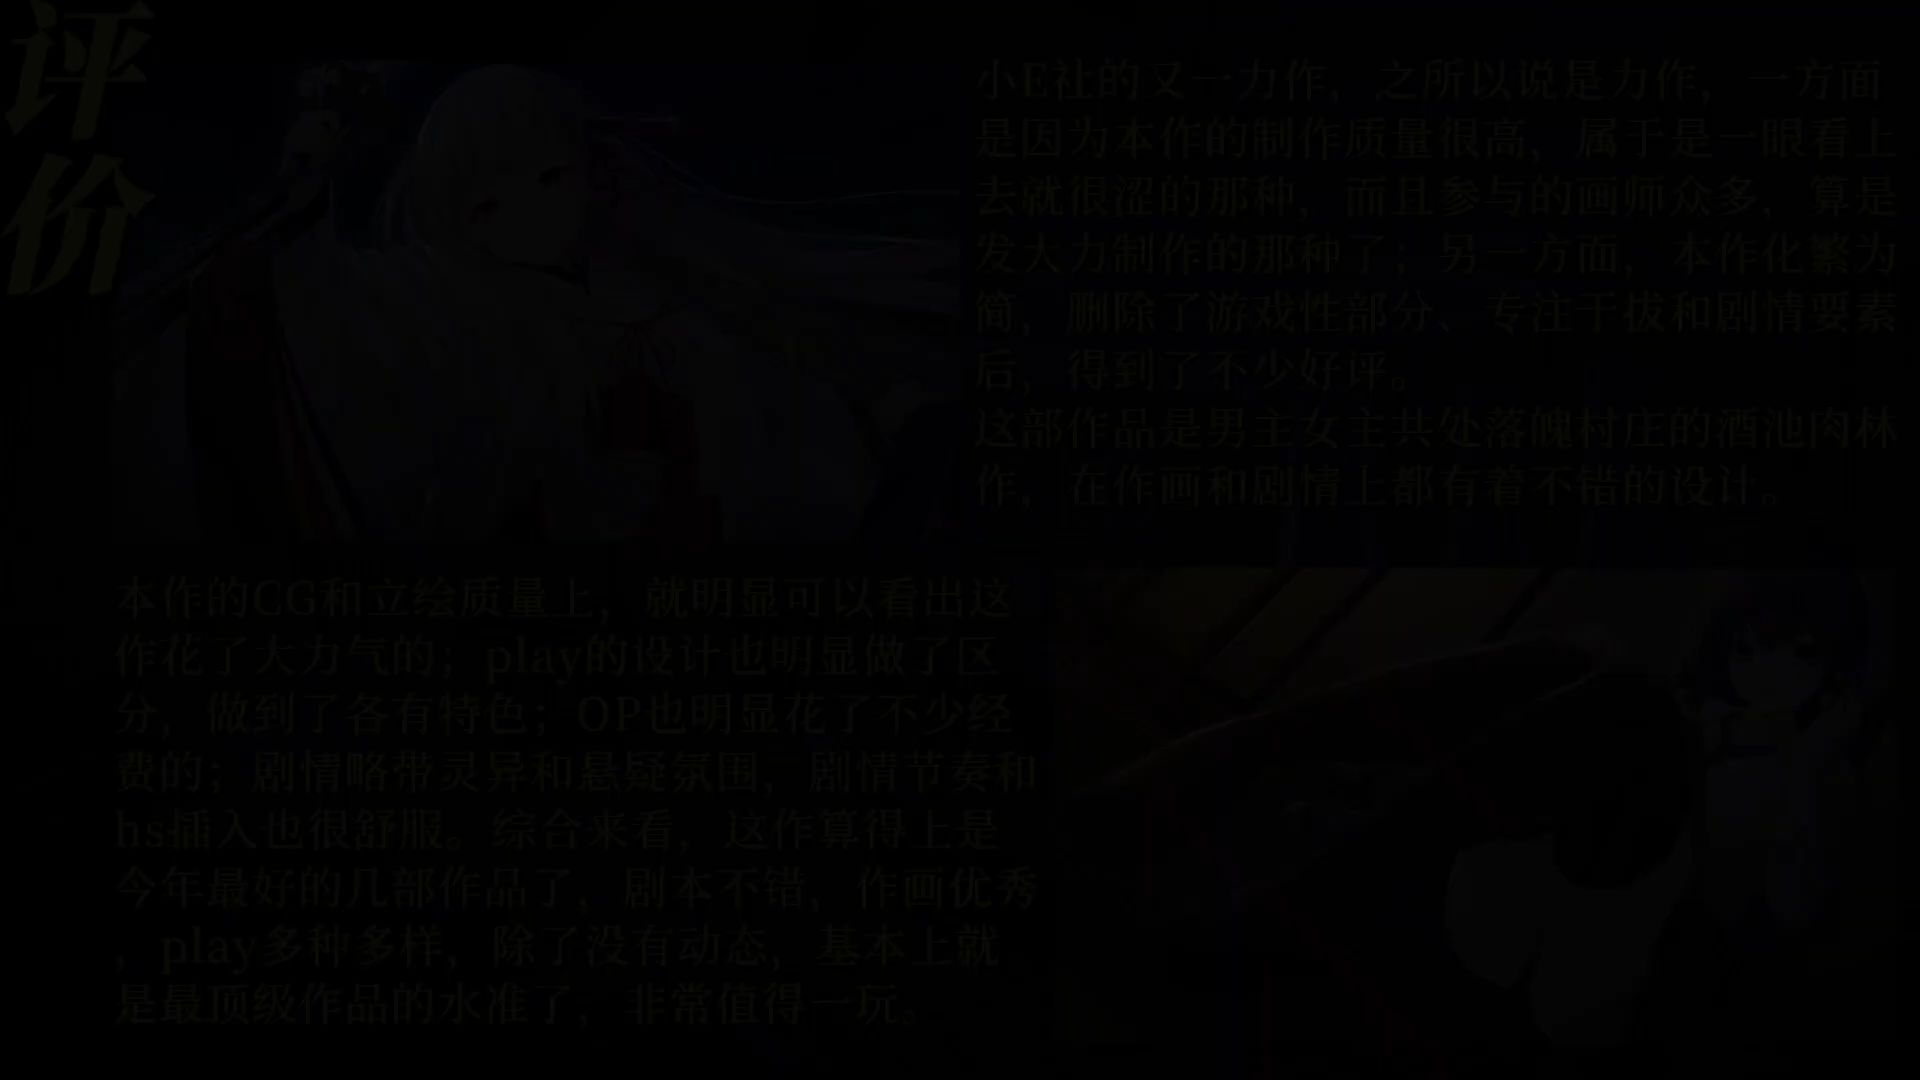 评价
小E社的又一力作，之所以说是力作，一方面
是因为本作的制作质量很高，属于是一眼看上
去就很涩的那种，而且参与的画师众多，算是
发大力制作的那种了；另一方面，本作化繁为
简，删除了游戏性部分、专注于拔和剧情要素
后，得到了不少好评。
这部作品是男主女主共处落魄村庄的酒池肉林
作，在作画和剧情上都有着不错的设计。
本作的CG和立绘质量上，就明显可以看出这
作花了大力气的；play的设计也明显做了区
分，做到了各有特色；OP也明显花了不少经
费的；剧情略带灵异和悬疑氛围，剧情节奏和
hs插入也很舒服。综合来看，这作算得上是
今年最好的几部作品了，剧本不错，作画优秀
，play多种多样，除了没有动态，基本上就
是最顶级作品的水准了，非常值得一玩。